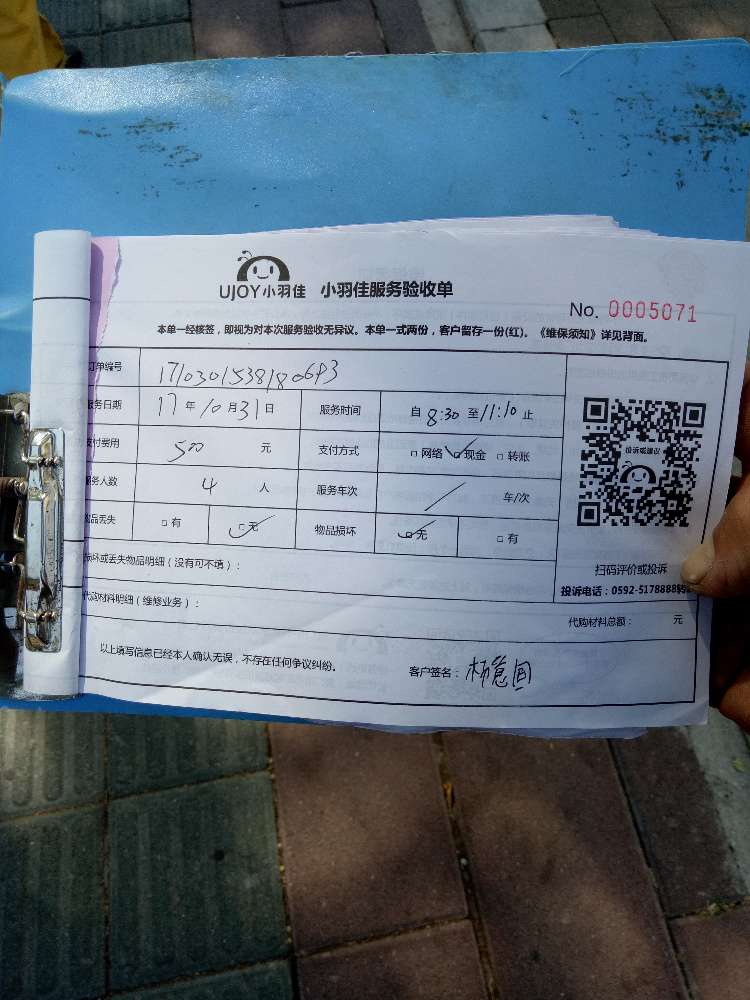 UJOY小羽佳 小羽佳服务验收单
No. 0005071
本单一经核签，即视为对本次服务验收无异议。本单一式两份，客户留存一份(红)。《维保须知》详见背面。
订单编号
服务日期 17年10月31日 服务时间 自8:30至11:10止
支付费用 500 元 支付方式 □网络 □现金 □转账
务人数 4 人 服务车次 / 车/次
物品丢失 □有 □无 物品损坏 □无 □有
投诉或建议
扫码评价或投诉
投诉电话：0592-5178888
损坏或丢失物品明细（没有可不填）：
代购材料明细（维修业务）： 代购材料总额： 元
以上填写信息已经本人确认无误，不存在任何争议纠纷。 客户签名：